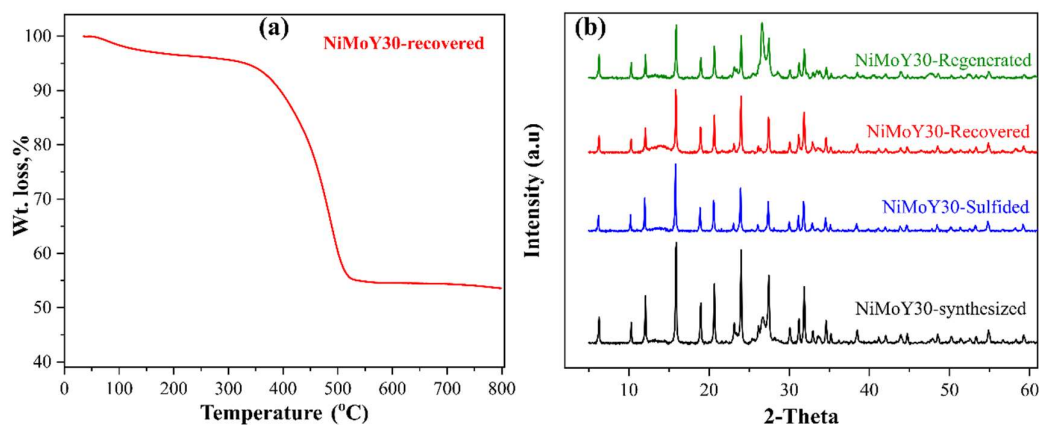 (a)
NiMoY30-recovered
Wt. loss,%
100
90
80
70
60
50
40
0
100
200
300
400
500
600
700
800
Temperature (°C)
(b)
NiMoY30-Regenerated
NiMoY30-Recovered
NiMoY30-Sulfided
NiMoY30-synthesized
Intensity (a.u)
10
20
30
40
50
60
2-Theta